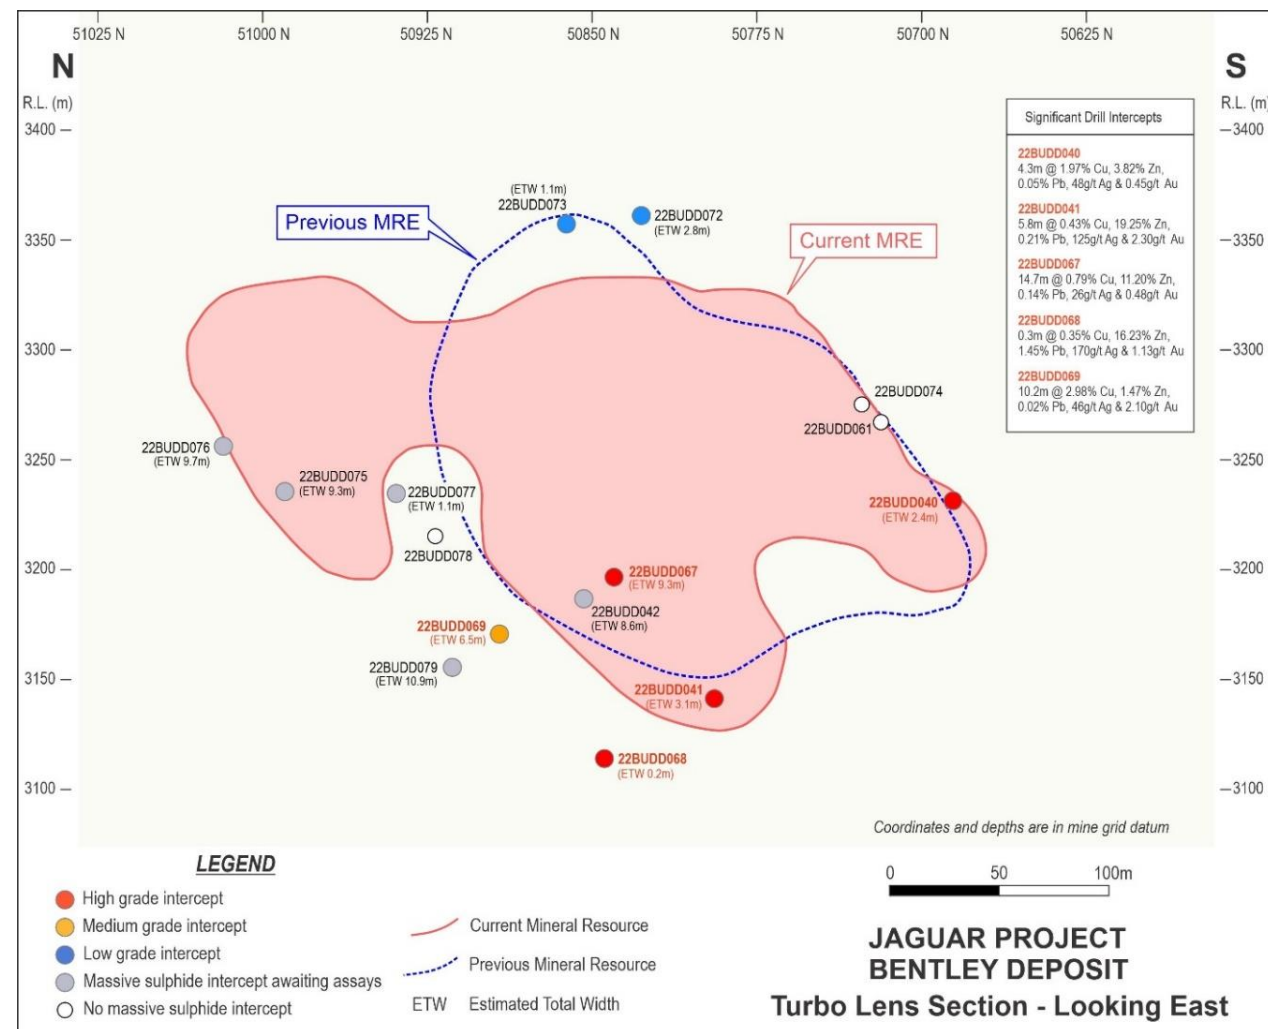 51025 N
51000 N
50925 N
50850 N
50775 N
50700 N
50625 N
N
S
R.L. (m)
R.L. (m)
3400
3400
3350
3350
3300
3300
3250
3250
3200
3200
3150
3150
3100
3100
Significant Drill Intercepts
22BUDD040
4.3m @ 1.97% Cu, 3.82% Zn,
0.05% Pb, 48g/t Ag & 0.45g/t Au
22BUDD041
5.8m @ 0.43% Cu, 19.25% Zn,
0.21% Pb, 125g/t Ag & 2.30g/t Au
22BUDD067
14.7m @ 0.79% Cu, 11.20% Zn,
0.14% Pb, 26g/t Ag & 0.48g/t Au
22BUDD068
0.3m @ 0.35% Cu, 16.23% Zn,
1.45% Pb, 170g/t Ag & 1.13g/t Au
22BUDD069
10.2m @ 2.98% Cu, 1.47% Zn,
0.02% Pb, 46g/t Ag & 2.10g/t Au
Previous MRE
Current MRE
(ETW 1.1m)
22BUDD073
22BUDD072
(ETW 2.8m)
22BUDD074
22BUDD061
22BUDD076
(ETW 9.7m)
22BUDD075
(ETW 9.3m)
22BUDD077
(ETW 1.1m)
22BUDD078
22BUDD040
(ETW 2.4m)
22BUDD067
(ETW 9.3m)
22BUDD042
(ETW 8.6m)
22BUDD069
(ETW 6.5m)
22BUDD079
(ETW 10.9m)
22BUDD041
(ETW 3.1m)
22BUDD068
(ETW 0.2m)
Coordinates and depths are in mine grid datum
LEGEND
High grade intercept
Medium grade intercept
Low grade intercept
Massive sulphide intercept awaiting assays
No massive sulphide intercept
Current Mineral Resource
Previous Mineral Resource
ETW Estimated Total Width
0 50 100m
JAGUAR PROJECT
BENTLEY DEPOSIT
Turbo Lens Section - Looking East